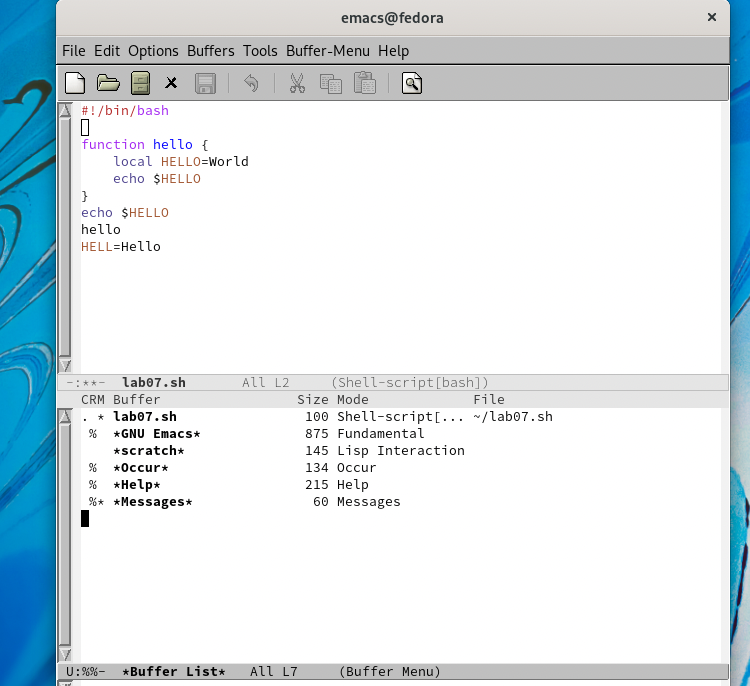 emacs@fedora ×
File Edit Options Buffers Tools Buffer-Menu Help
#!/bin/bash
function hello {
    local HELLO=World
    echo $HELLO
}
echo $HELLO
hello
HELL=Hello
-:**-  lab07.sh       All L2     (Shell-script[bash])
CRM Buffer                 Size Mode             File
. * lab07.sh                100 Shell-script[... ~/lab07.sh
 %  *GNU Emacs*             875 Fundamental
    *scratch*               145 Lisp Interaction
 %  *Occur*                 134 Occur
 %  *Help*                  215 Help
 %* *Messages*               60 Messages
U:%%-  *Buffer List*   All L7     (Buffer Menu)